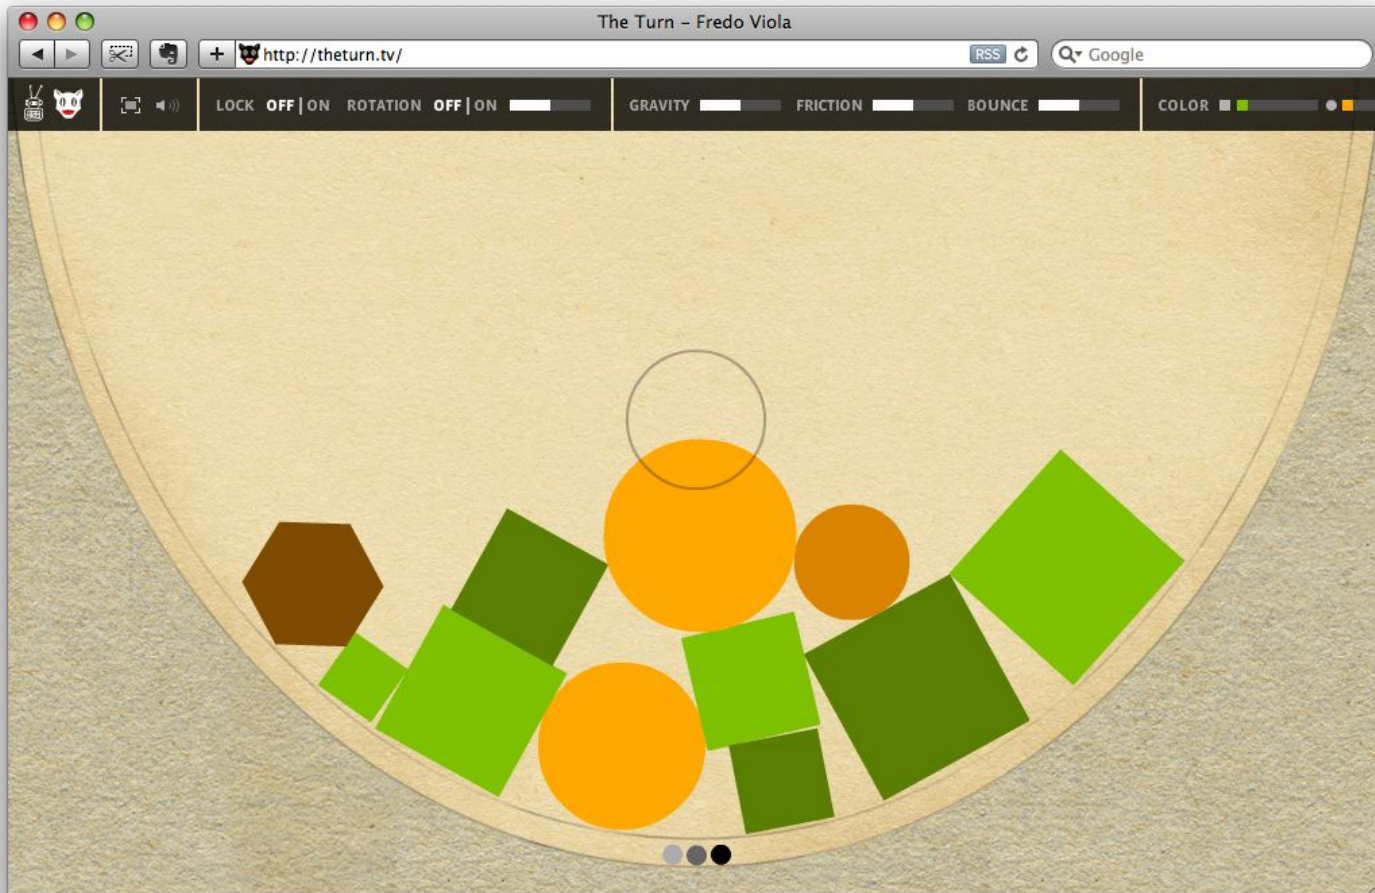 The Turn – Fredo Viola
http://theturn.tv/ RSS Google
LOCK OFF | ON ROTATION OFF | ON GRAVITY FRICTION BOUNCE COLOR